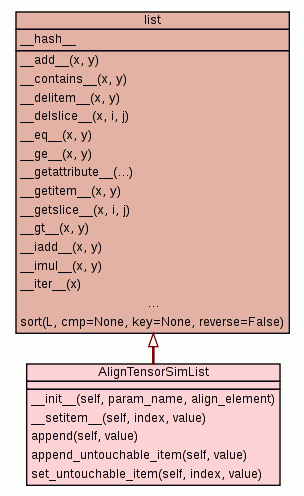 list
__hash__
__add__(x, y)
__contains__(x, y)
__delitem__(x, y)
__delslice__(x, i, j)
__eq__(x, y)
__ge__(x, y)
__getattribute__(...)
__getitem__(x, y)
__getslice__(x, i, j)
__gt__(x, y)
__iadd__(x, y)
__imul__(x, y)
__iter__(x)
...
sort(L, cmp=None, key=None, reverse=False)
AlignTensorSimList
__init__(self, param_name, align_element)
__setitem__(self, index, value)
append(self, value)
append_untouchable_item(self, value)
set_untouchable_item(self, index, value)